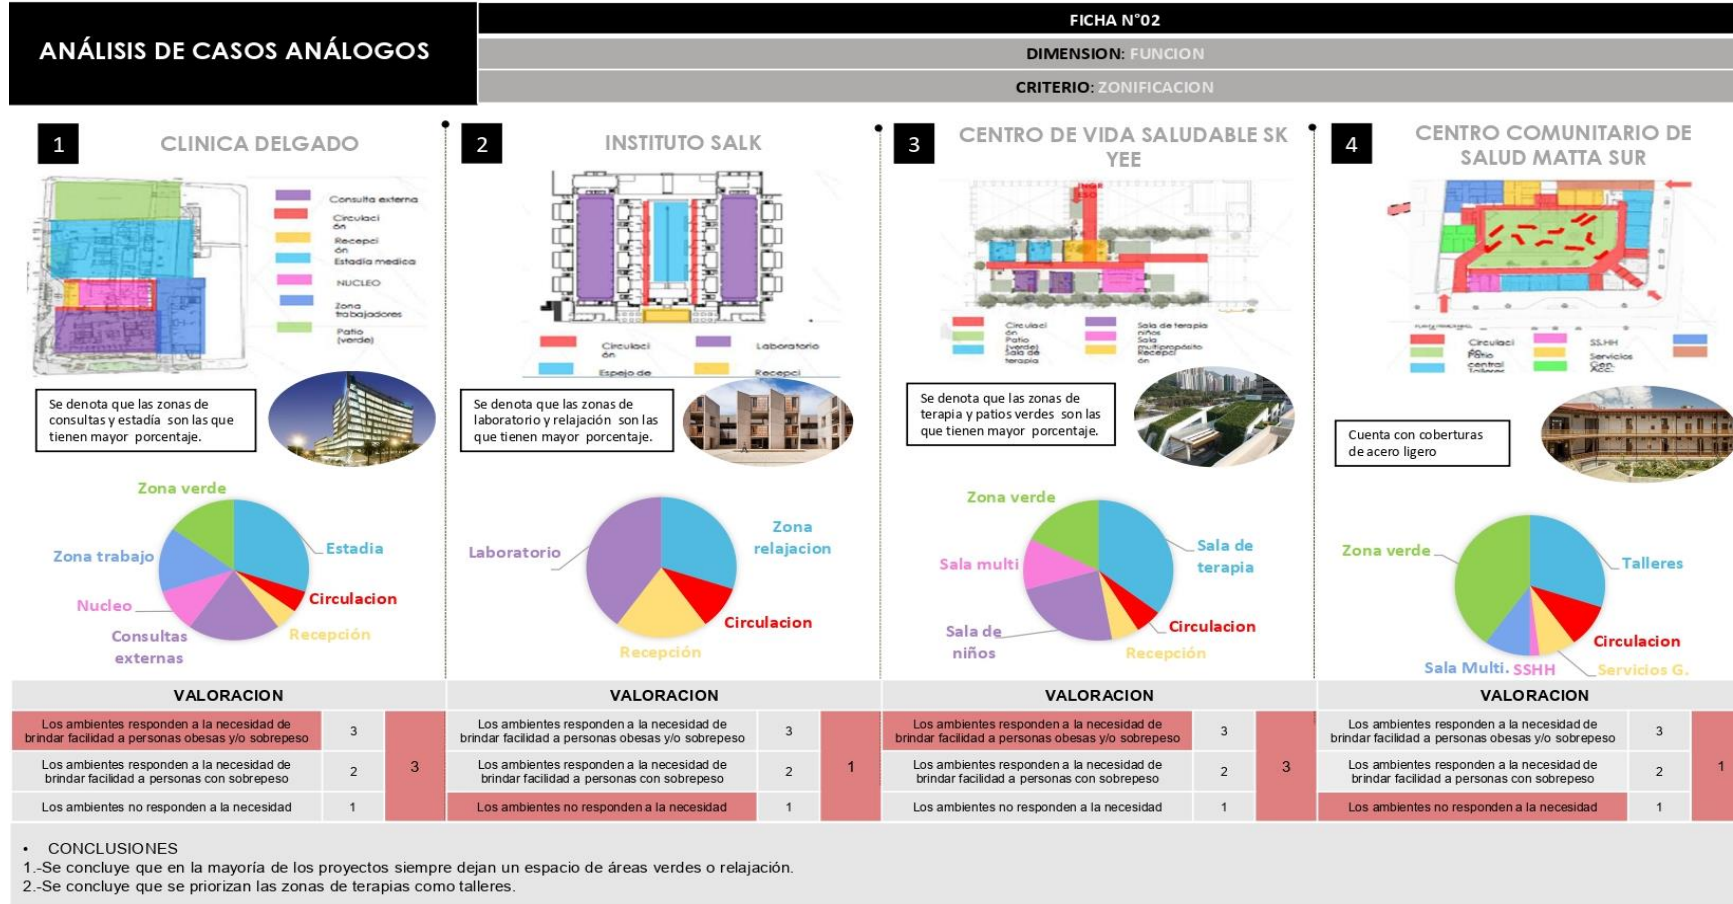 ANÁLISIS DE CASOS ANÁLOGOS
FICHA N°02
DIMENSION: FUNCION
CRITERIO: ZONIFICACION
1
CLINICA DELGADO
Consulta externa
Circulaci
ón
Recepci
ón
Estadia medica
NUCLEO
Zona
trabajadores
Patio
(verde)
Se denota que las zonas de
consultas y estadía son las que
tienen mayor porcentaje.
Zona verde
Estadia
Zona trabajo
Circulacion
Nucleo
Recepción
Consultas
externas
2
INSTITUTO SALK
Circulaci
ón
Laboratorio
Espejo de
Recepci
Se denota que las zonas de
laboratorio y relajación son las
que tienen mayor porcentaje.
Laboratorio
Zona
relajacion
Circulacion
Recepción
3
CENTRO DE VIDA SALUDABLE SK
YEE
INGRE
SO
Circulaci
ón
Patio
(verde)
Sala de
terapia
Sala de terapia
niños
Sala
multipropósito
Recepci
ón
Se denota que las zonas de
terapia y patios verdes son las
que tienen mayor porcentaje.
Zona verde
Sala de
terapia
Sala multi
Circulacion
Sala de
niños
Recepción
4
CENTRO COMUNITARIO DE
SALUD MATTA SUR
Circulaci
Patio
central
Talleres
SS.HH
Servicios
Gen.
Acc.
Cuenta con coberturas
de acero ligero
Zona verde
Talleres
Circulacion
Sala Multi.
SSHH
Servicios G.
VALORACION
Los ambientes responden a la necesidad de
brindar facilidad a personas obesas y/o sobrepeso
3
Los ambientes responden a la necesidad de
brindar facilidad a personas con sobrepeso
2
Los ambientes no responden a la necesidad
1
3
VALORACION
Los ambientes responden a la necesidad de
brindar facilidad a personas obesas y/o sobrepeso
3
Los ambientes responden a la necesidad de
brindar facilidad a personas con sobrepeso
2
Los ambientes no responden a la necesidad
1
1
VALORACION
Los ambientes responden a la necesidad de
brindar facilidad a personas obesas y/o sobrepeso
3
Los ambientes responden a la necesidad de
brindar facilidad a personas con sobrepeso
2
Los ambientes no responden a la necesidad
1
3
VALORACION
Los ambientes responden a la necesidad de
brindar facilidad a personas obesas y/o sobrepeso
3
Los ambientes responden a la necesidad de
brindar facilidad a personas con sobrepeso
2
Los ambientes no responden a la necesidad
1
1
• CONCLUSIONES
1.-Se concluye que en la mayoría de los proyectos siempre dejan un espacio de áreas verdes o relajación.
2.-Se concluye que se priorizan las zonas de terapias como talleres.